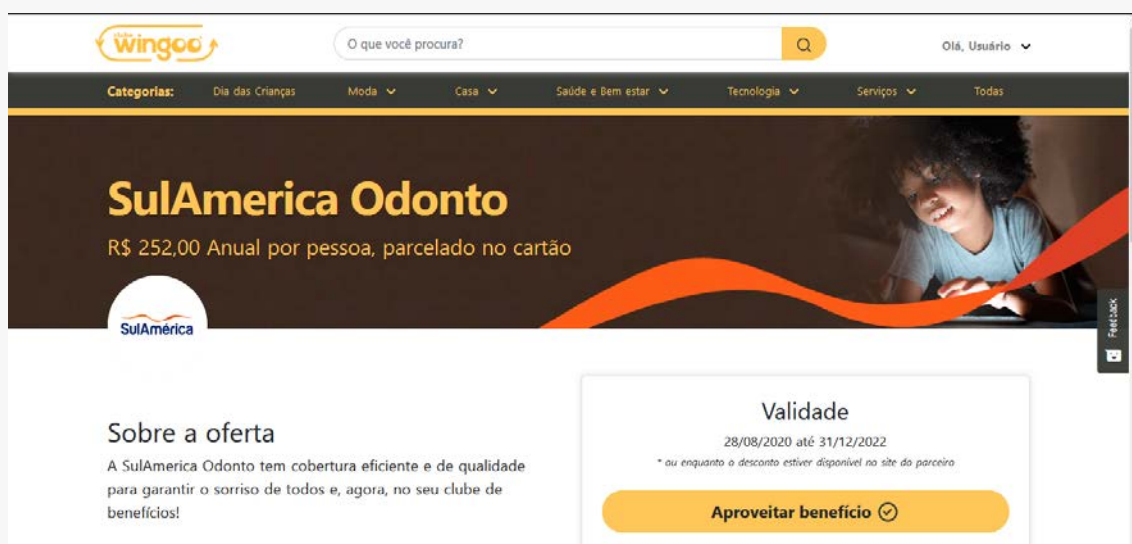 clube
wingoo
O que você procura?
Olá, Usuário
Categorias: Dia das Crianças Moda Casa Saúde e Bem estar Tecnologia Serviços Todas
SulAmerica Odonto
R$ 252,00 Anual por pessoa, parcelado no cartão
SulAmérica
Feedback
Sobre a oferta
A SulAmerica Odonto tem cobertura eficiente e de qualidade
para garantir o sorriso de todos e, agora, no seu clube de
benefícios!
Validade
28/08/2020 até 31/12/2022
* ou enquanto o desconto estiver disponível no site do parceiro
Aproveitar benefício